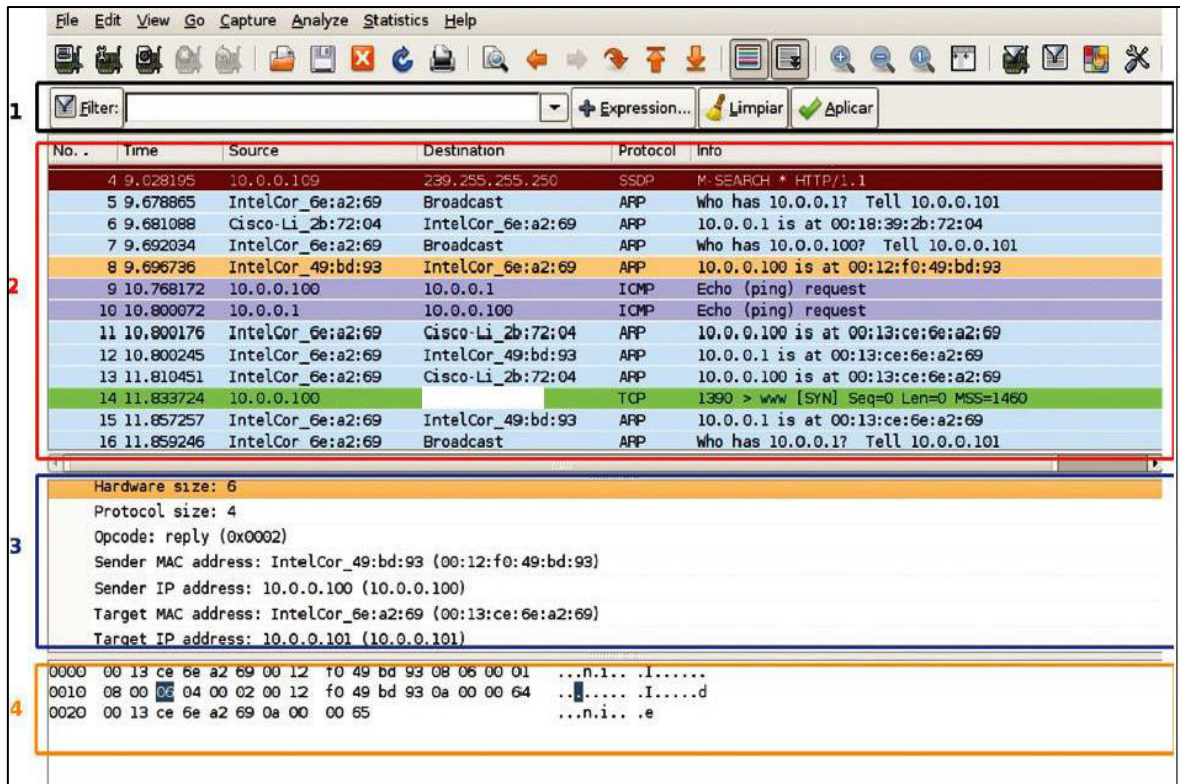 File Edit View Go Capture Analyze Statistics Help
1
Filter: Expression... Limpiar Aplicar
2
No. . Time Source Destination Protocol Info
4 9.028195 10.0.0.109 239.255.255.250 SSDP M-SEARCH * HTTP/1.1
5 9.678865 IntelCor_6e:a2:69 Broadcast ARP Who has 10.0.0.1? Tell 10.0.0.101
6 9.681088 Cisco-Li_2b:72:04 IntelCor_6e:a2:69 ARP 10.0.0.1 is at 00:18:39:2b:72:04
7 9.692034 IntelCor_6e:a2:69 Broadcast ARP Who has 10.0.0.100? Tell 10.0.0.101
8 9.696736 IntelCor_49:bd:93 IntelCor_6e:a2:69 ARP 10.0.0.100 is at 00:12:f0:49:bd:93
9 10.768172 10.0.0.100 10.0.0.1 ICMP Echo (ping) request
10 10.800072 10.0.0.1 10.0.0.100 ICMP Echo (ping) request
11 10.800176 IntelCor_6e:a2:69 Cisco-Li_2b:72:04 ARP 10.0.0.100 is at 00:13:ce:6e:a2:69
12 10.800245 IntelCor_6e:a2:69 IntelCor_49:bd:93 ARP 10.0.0.1 is at 00:13:ce:6e:a2:69
13 11.810451 IntelCor_6e:a2:69 Cisco-Li_2b:72:04 ARP 10.0.0.100 is at 00:13:ce:6e:a2:69
14 11.833724 10.0.0.100 TCP 1390 > www [SYN] Seq=0 Len=0 MSS=1460
15 11.857257 IntelCor_6e:a2:69 IntelCor_49:bd:93 ARP 10.0.0.1 is at 00:13:ce:6e:a2:69
16 11.859246 IntelCor_6e:a2:69 Broadcast ARP Who has 10.0.0.1? Tell 10.0.0.101
3
Hardware size: 6
Protocol size: 4
Opcode: reply (0x0002)
Sender MAC address: IntelCor_49:bd:93 (00:12:f0:49:bd:93)
Sender IP address: 10.0.0.100 (10.0.0.100)
Target MAC address: IntelCor_6e:a2:69 (00:13:ce:6e:a2:69)
Target IP address: 10.0.0.101 (10.0.0.101)
4
0000 00 13 ce 6e a2 69 00 12 f0 49 bd 93 08 06 00 01 ...n.i.. .I......
0010 08 00 06 04 00 02 00 12 f0 49 bd 93 0a 00 00 64 ........ .I.....d
0020 00 13 ce 6e a2 69 0a 00 00 65 ...n.i.. .e